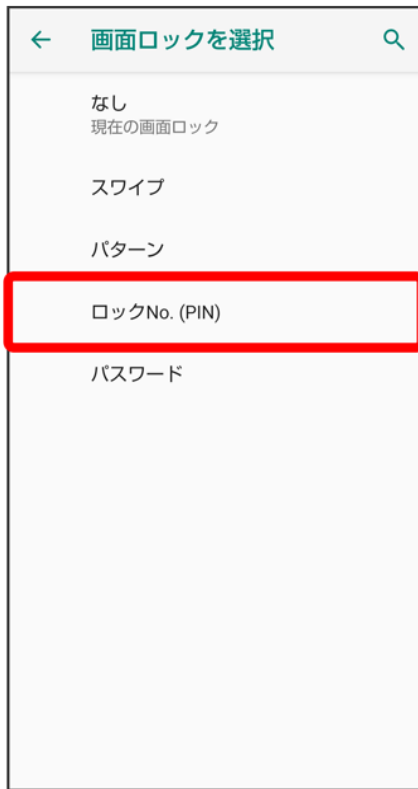 画面ロックを選択
なし
現在の画面ロック
スワイプ
パターン
ロックNo. (PIN)
パスワード